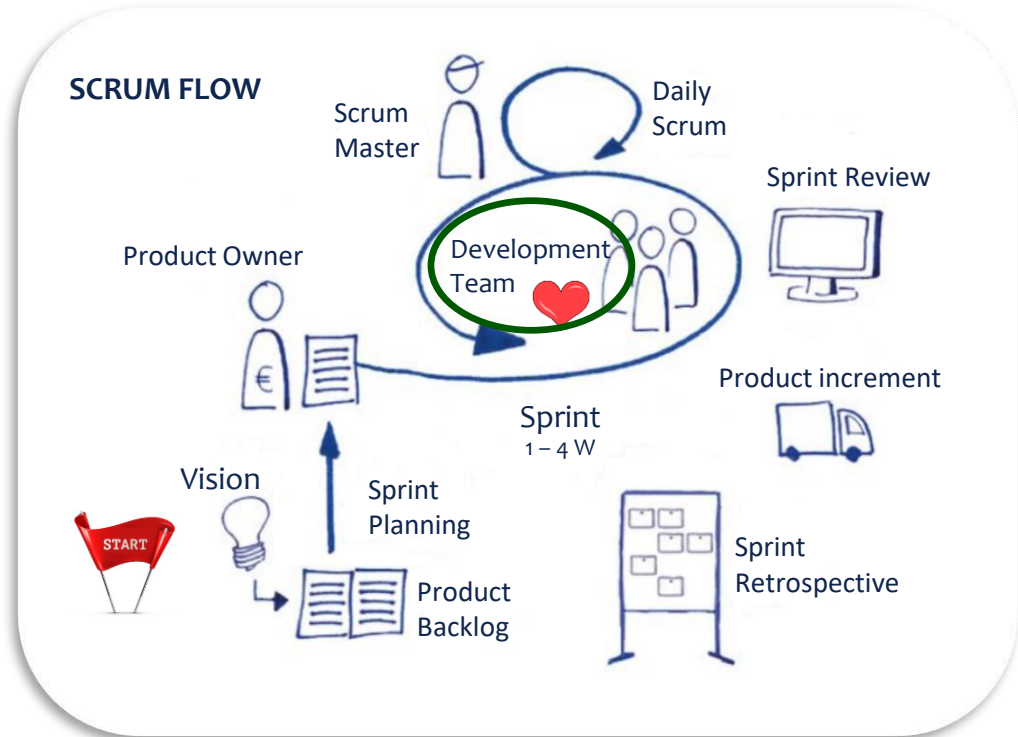 SCRUM FLOW
Scrum
Master
Daily
Scrum
Sprint Review
Product Owner
Development
Team
€
Product increment
Sprint
1 – 4 W
Vision
Sprint
Planning
START
Product
Backlog
Sprint
Retrospective